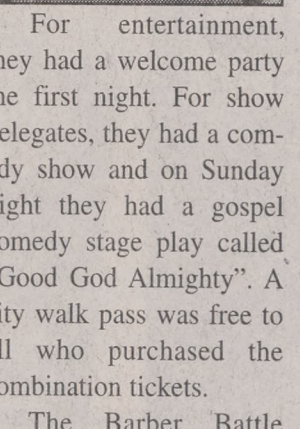 For entertainment,
hey had a welcome party
he first night. For show
elegates, they had a com-
dy show and on Sunday
ight they had a gospel
omedy stage play called
Good God Almighty”. A
ity walk pass was free to
ll who purchased the
ombination tickets.
The Barber Battle